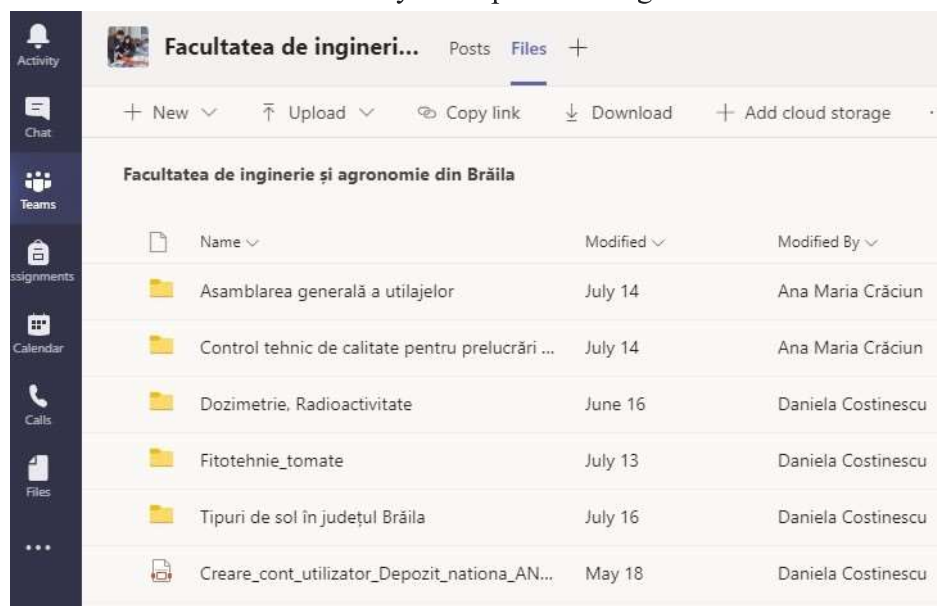 Activity
Facultatea de ingineri... Posts Files +
Chat
+ New Upload Copy link Download + Add cloud storage
Teams
Facultatea de inginerie și agronomie din Brăila
ssignments
Name Modified Modified By
Asamblarea generală a utilajelor July 14 Ana Maria Crăciun
Calendar
Control tehnic de calitate pentru prelucrări ... July 14 Ana Maria Crăciun
Calls
Dozimetrie, Radioactivitate June 16 Daniela Costinescu
Files
Fitotehnie_tomate July 13 Daniela Costinescu
Tipuri de sol în județul Brăila July 16 Daniela Costinescu
Creare_cont_utilizator_Depozit_nationa_AN... May 18 Daniela Costinescu